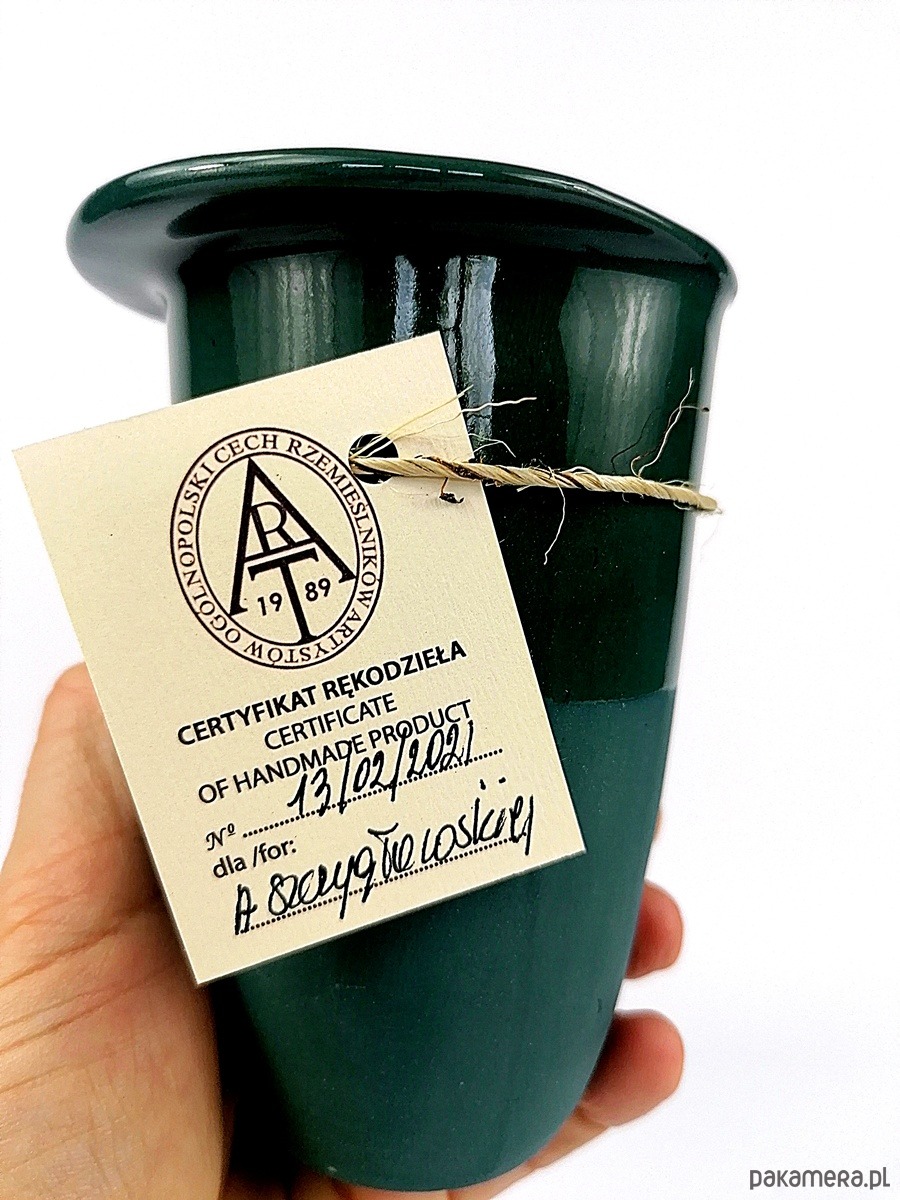 OGÓLNOPOLSKI CECH RZEMIEŚLNIKÓW ARTYSTÓW
ART
19 89
CERTYFIKAT RĘKODZIEŁA
CERTIFICATE
OF HANDMADE PRODUCT
Nº 13/02/2021
dla /for:
A
pakamera.pl